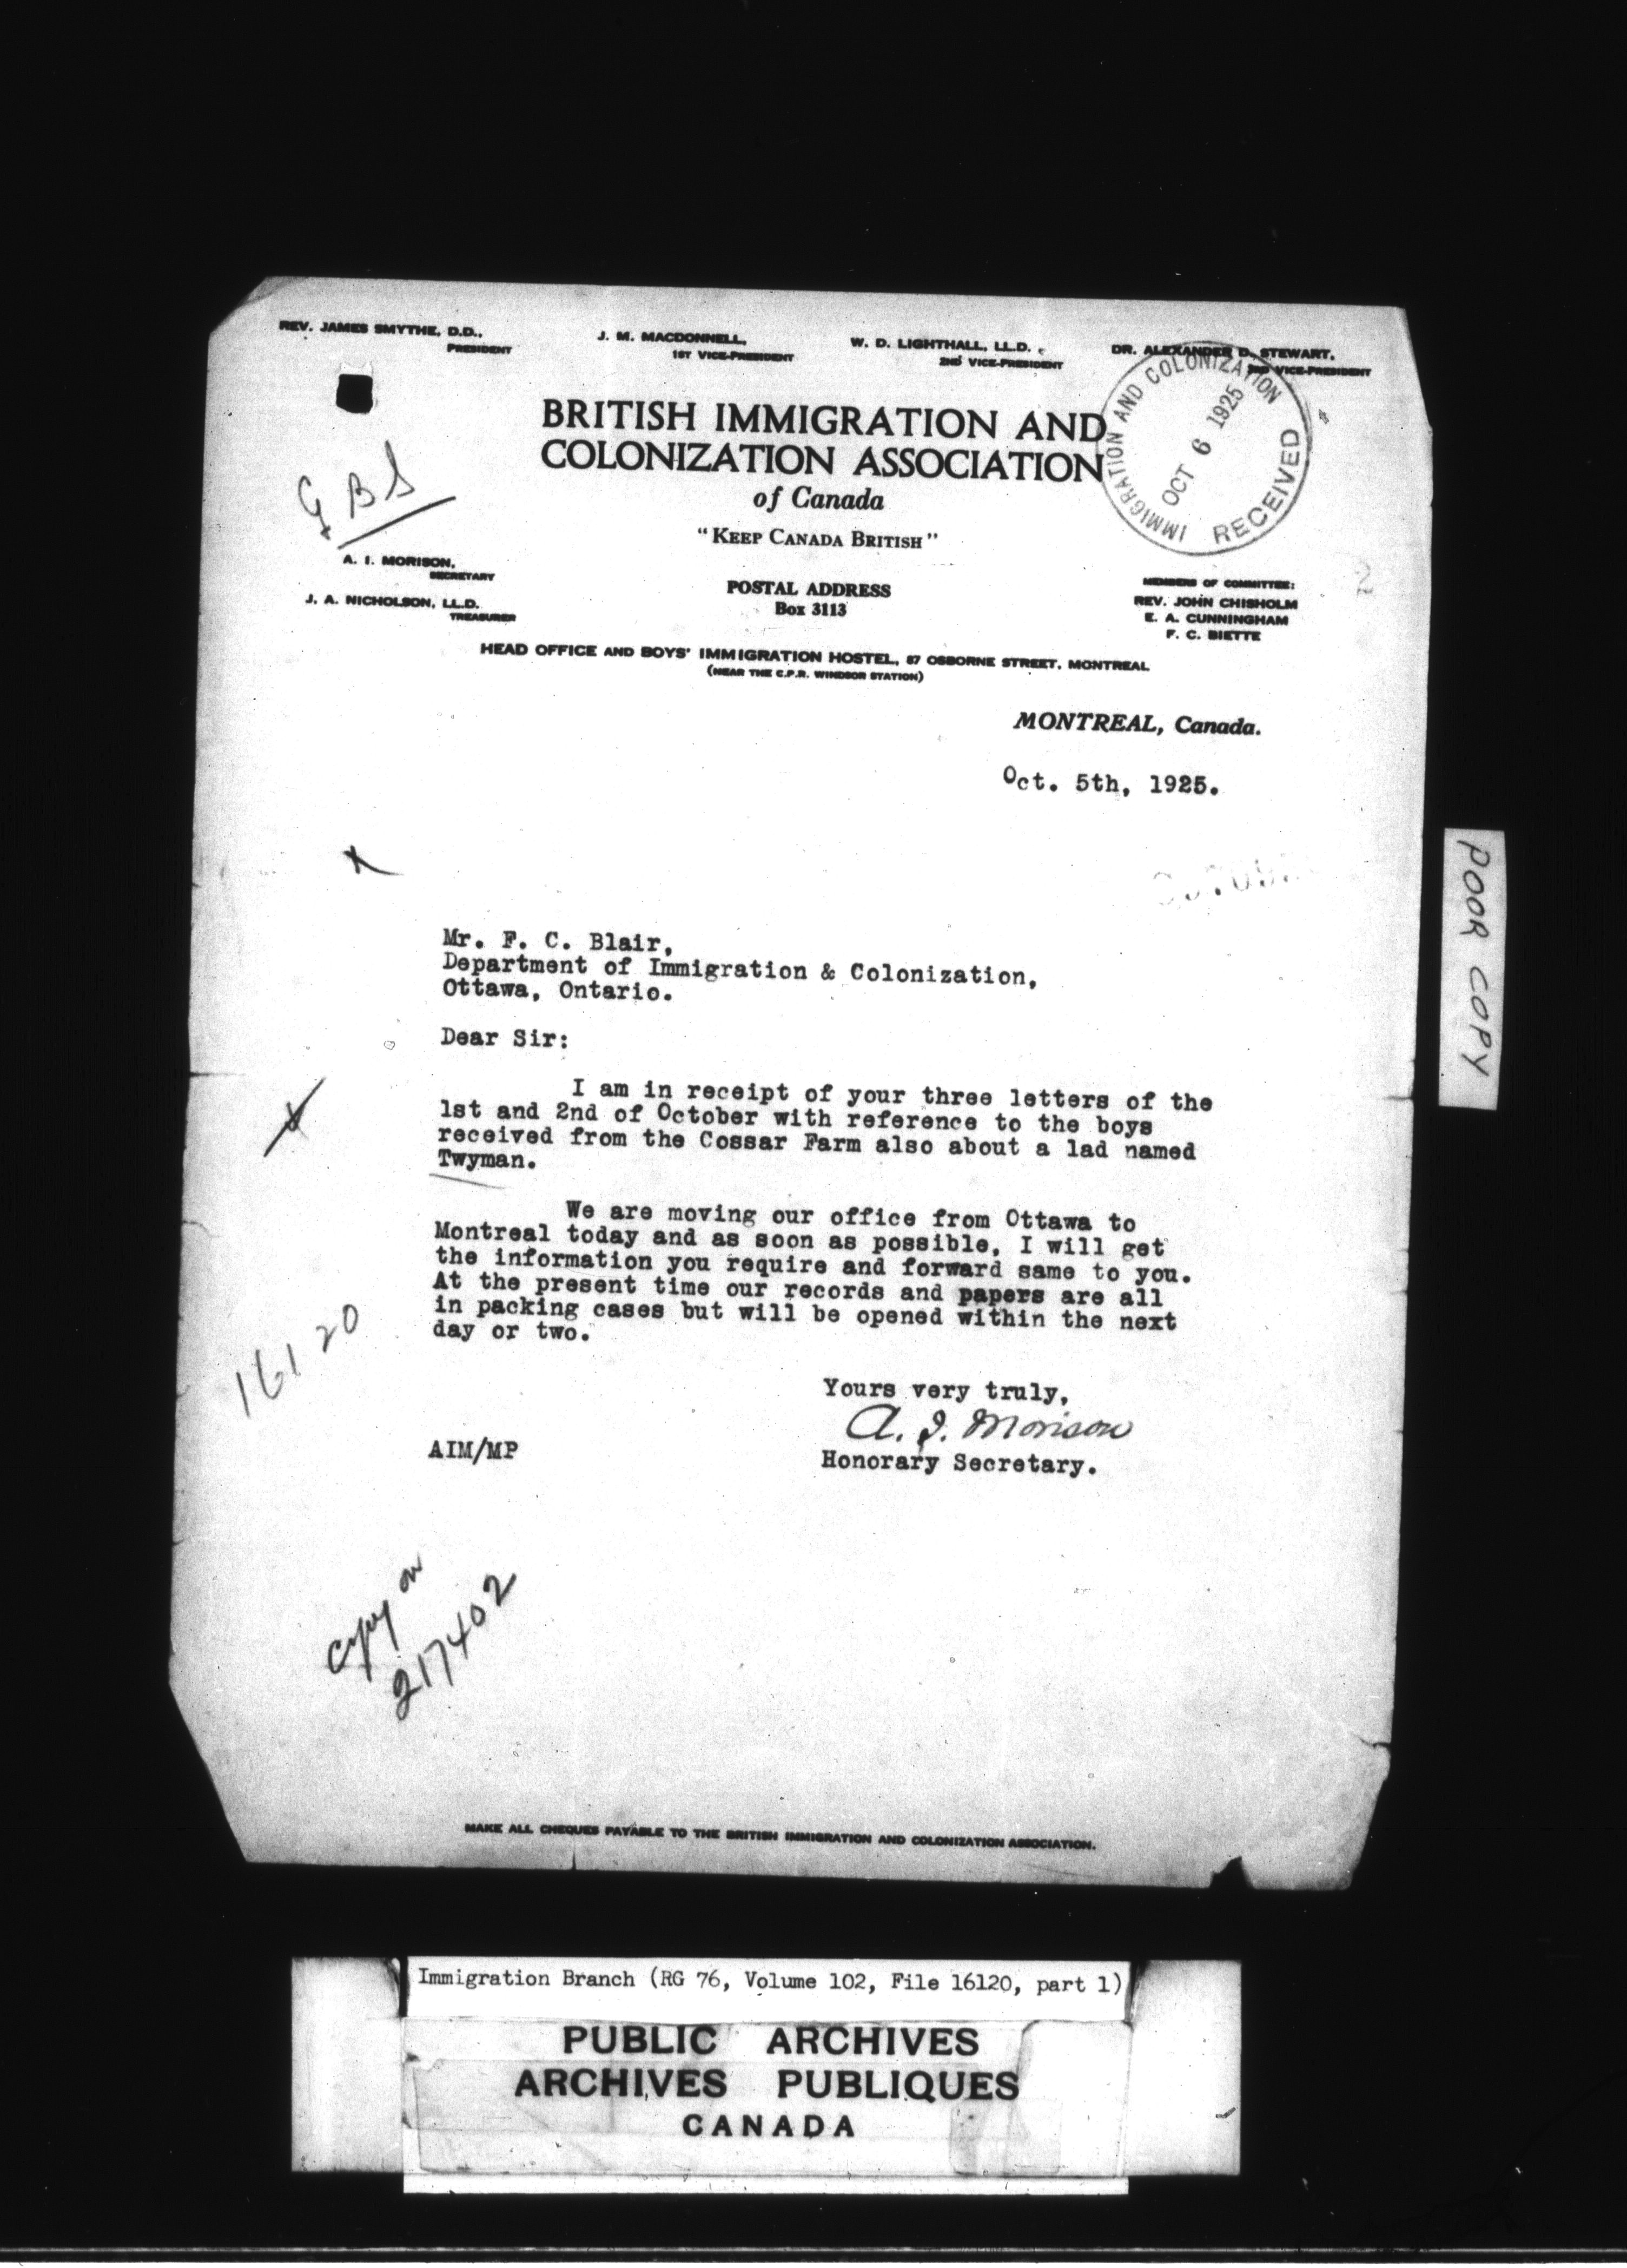 REV. JAMES SMYTHE, D.D.,
PRESIDENT
J. M. MACDONNELL,
1ST VICE-PRESIDENT
W. D. LIGHTHALL, LL.D.
2ND VICE-PRESIDENT
DR. ALEXANDER D. STEWART,
3RD VICE-PRESIDENT
BRITISH IMMIGRATION AND
COLONIZATION ASSOCIATION
of Canada
"KEEP CANADA BRITISH"
IMMIGRATION AND COLONIZATION
OCT 6 1925
RECEIVED
GBS
A. I. MORISON,
SECRETARY
J. A. NICHOLSON, LL.D.
TREASURER
POSTAL ADDRESS
Box 3113
MEMBERS OF COMMITTEE:
REV. JOHN CHISHOLM
E. A. CUNNINGHAM
F. C. BIETTE
2
HEAD OFFICE AND BOYS' IMMIGRATION HOSTEL, 87 OSBORNE STREET, MONTREAL
(NEAR THE C.P.R. WINDSOR STATION)
MONTREAL, Canada.
Oct. 5th, 1925.
Mr. F. C. Blair,
Department of Immigration & Colonization,
Ottawa, Ontario.
Dear Sir:
I am in receipt of your three letters of the
1st and 2nd of October with reference to the boys
received from the Cossar Farm also about a lad named
Twyman.
We are moving our office from Ottawa to
Montreal today and as soon as possible, I will get
the information you require and forward same to you.
At the present time our records and papers are all
in packing cases but will be opened within the next
day or two.
16120
Yours very truly,
A. I. Morison
Honorary Secretary.
AIM/MP
Copy on
217402
MAKE ALL CHEQUES PAYABLE TO THE BRITISH IMMIGRATION AND COLONIZATION ASSOCIATION.
POOR COPY
Immigration Branch (RG 76, Volume 102, File 16120, part 1)
PUBLIC ARCHIVES
ARCHIVES PUBLIQUES
CANADA